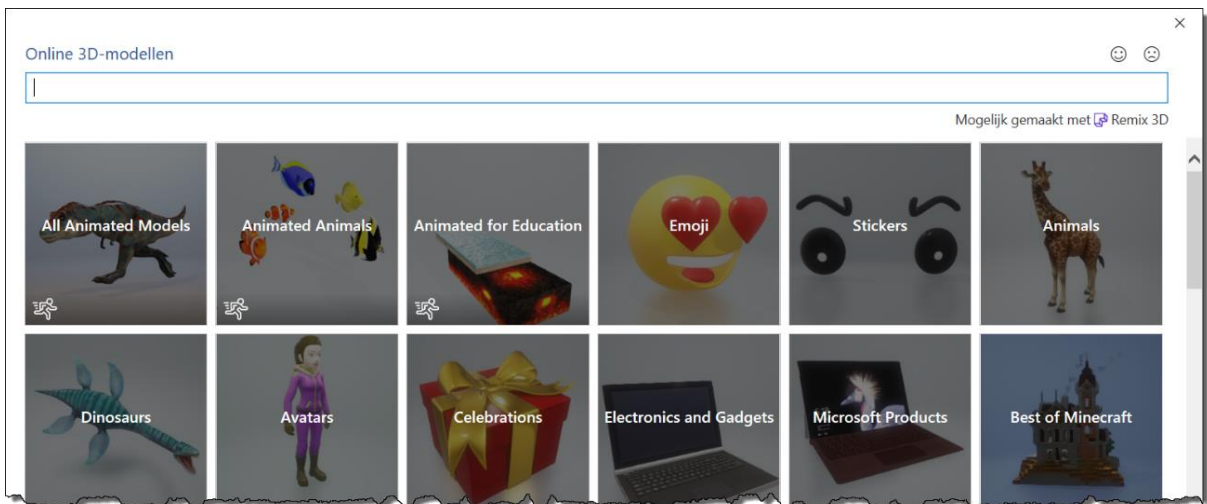 Online 3D-modellen
Mogelijk gemaakt met Remix 3D
All Animated Models
Animated Animals
Animated for Education
Emoji
Stickers
Animals
Dinosaurs
Avatars
Celebrations
Electronics and Gadgets
Microsoft Products
Best of Minecraft